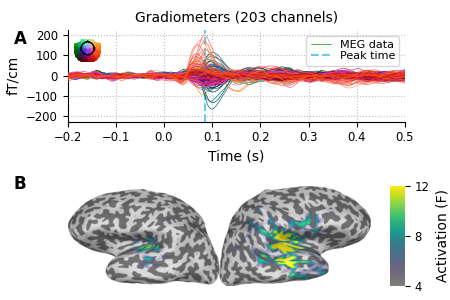 Gradiometers (203 channels)
A
fT/cm
200
100
0
−100
−200
MEG data
Peak time
−0.2 −0.1 0.0 0.1 0.2 0.3 0.4 0.5
Time (s)
B
12
8
4
Activation (F)